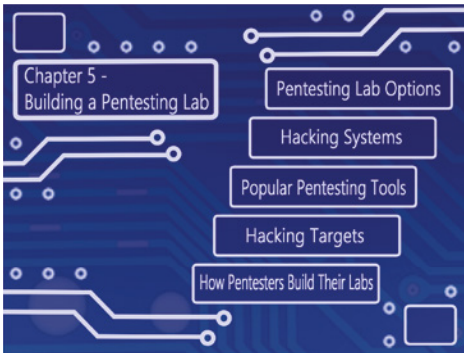 Chapter 5 -
Building a Pentesting Lab
Pentesting Lab Options
Hacking Systems
Popular Pentesting Tools
Hacking Targets
How Pentesters Build Their Labs